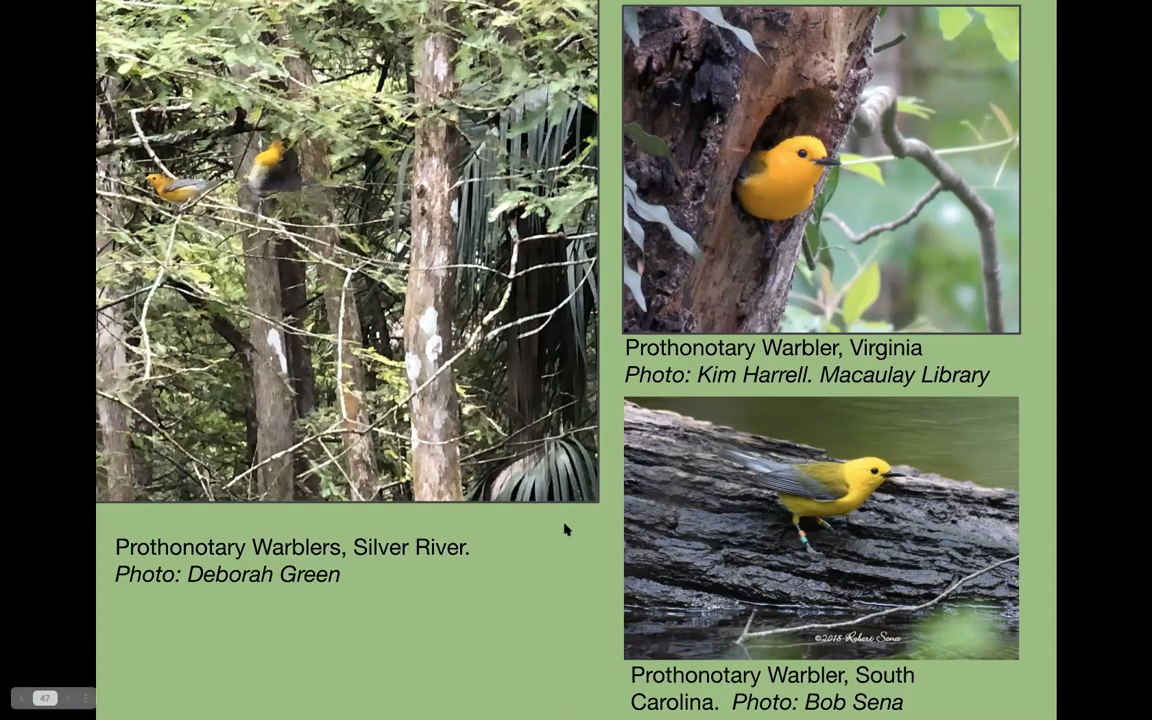 Prothonotary Warblers, Silver River.
Photo: Deborah Green
Prothonotary Warbler, Virginia
Photo: Kim Harrell. Macaulay Library
©2018 Robert Sena
Prothonotary Warbler, South
Carolina. Photo: Bob Sena
47